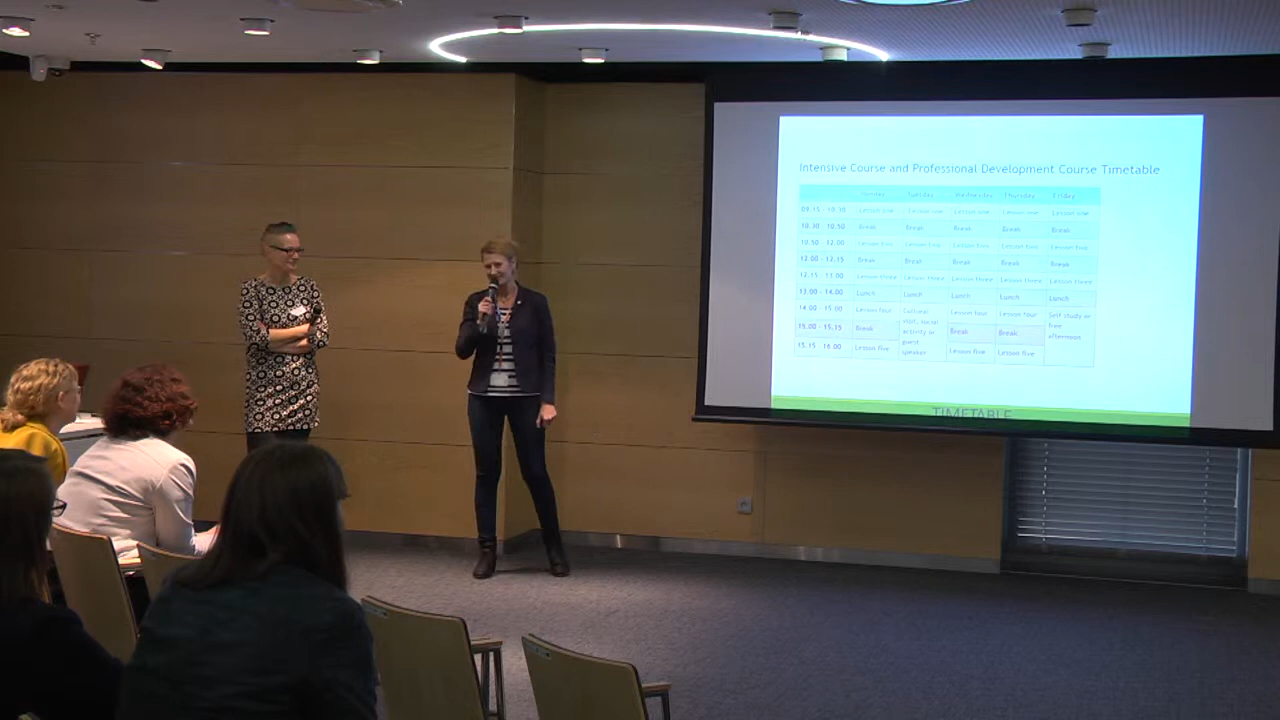 Intensive Course and Professional Development Course Timetable
Monday Tuesday Wednesday Thursday Friday
09.15 - 10.30 Lesson one Lesson one Lesson one Lesson one Lesson one
10.30 - 10.50 Break Break Break Break Break
10.50 - 12.00 Lesson two Lesson two Lesson two Lesson two Lesson two
12.00 - 12.15 Break Break Break Break Break
12.15 - 13.00 Lesson three Lesson three Lesson three Lesson three Lesson three
13.00 - 14.00 Lunch Lunch Lunch Lunch Lunch
14.00 - 15.00 Lesson four Cultural visit, social activity or guest speaker Lesson four Lesson four Self study or free afternoon
15.00 - 15.15 Break Break Break
15.15 - 16.00 Lesson five Lesson five Lesson five
TIMETABLE